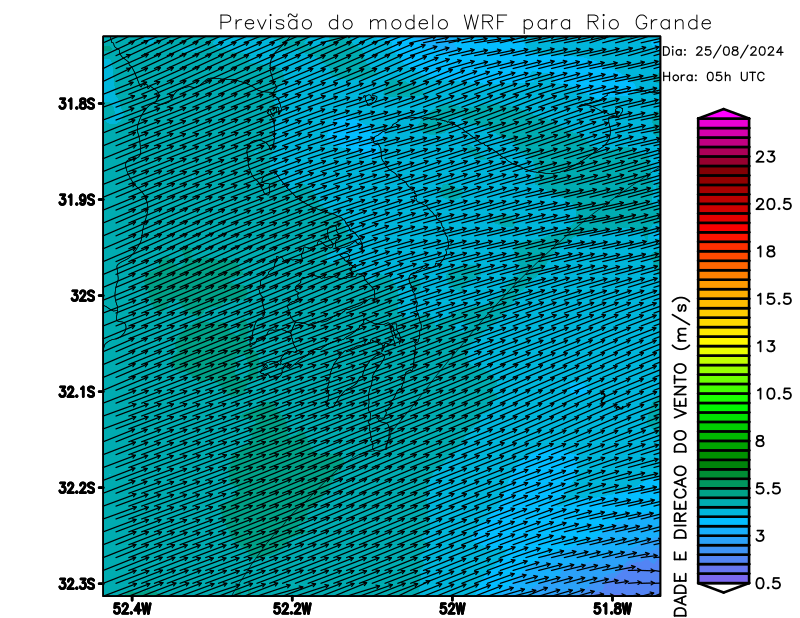 Previsão do modelo WRF para Rio Grande
Dia: 25/08/2024
Hora: 05h UTC
31.8S
31.9S
32S
32.1S
32.2S
32.3S
52.4W
52.2W
52W
51.8W
23
20.5
18
15.5
13
10.5
8
5.5
3
0.5
DADE E DIRECAO DO VENTO (m/s)